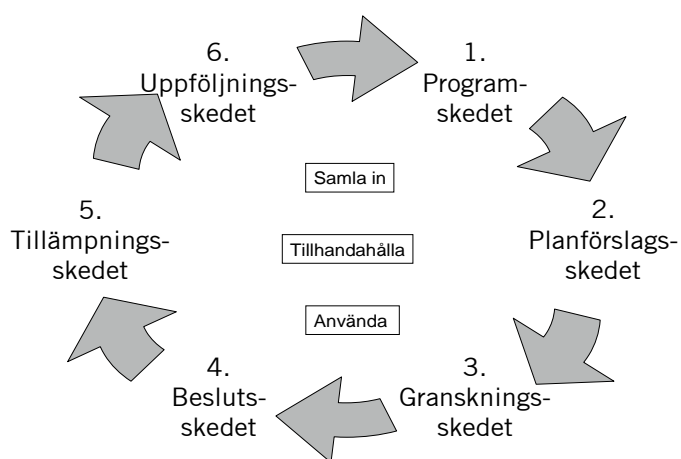 1.
Program-
skedet
2.
Planförslags-
skedet
3.
Gransknings-
skedet
4.
Besluts-
skedet
5.
Tillämpnings-
skedet
6.
Uppföljnings-
skedet
Samla in
Tillhandahålla
Använda